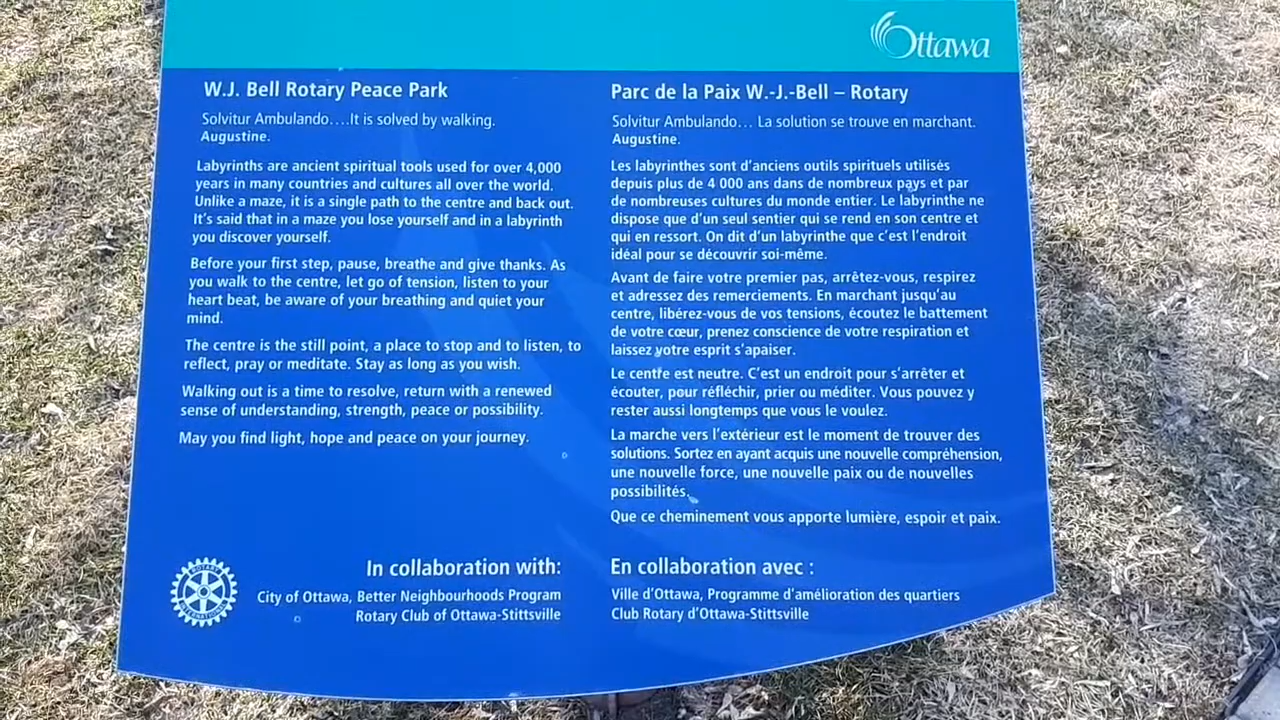 Ottawa
W.J. Bell Rotary Peace Park
Solvitur Ambulando....It is solved by walking.
Augustine.
Labyrinths are ancient spiritual tools used for over 4,000
years in many countries and cultures all over the world.
Unlike a maze, it is a single path to the centre and back out.
It's said that in a maze you lose yourself and in a labyrinth
you discover yourself.
Before your first step, pause, breathe and give thanks. As
you walk to the centre, let go of tension, listen to your
heart beat, be aware of your breathing and quiet your
mind.
The centre is the still point, a place to stop and to listen, to
reflect, pray or meditate. Stay as long as you wish.
Walking out is a time to resolve, return with a renewed
sense of understanding, strength, peace or possibility.
May you find light, hope and peace on your journey.
In collaboration with:
City of Ottawa, Better Neighbourhoods Program
Rotary Club of Ottawa-Stittsville
ROTARY
INTERNATIONAL
Parc de la Paix W.-J.-Bell – Rotary
Solvitur Ambulando... La solution se trouve en marchant.
Augustine.
Les labyrinthes sont d'anciens outils spirituels utilisés
depuis plus de 4 000 ans dans de nombreux pays et par
de nombreuses cultures du monde entier. Le labyrinthe ne
dispose que d'un seul sentier qui se rend en son centre et
qui en ressort. On dit d'un labyrinthe que c'est l'endroit
idéal pour se découvrir soi-même.
Avant de faire votre premier pas, arrêtez-vous, respirez
et adressez des remerciements. En marchant jusqu'au
centre, libérez-vous de vos tensions, écoutez le battement
de votre cœur, prenez conscience de votre respiration et
laissez votre esprit s'apaiser.
Le centre est neutre. C'est un endroit pour s'arrêter et
écouter, pour réfléchir, prier ou méditer. Vous pouvez y
rester aussi longtemps que vous le voulez.
La marche vers l'extérieur est le moment de trouver des
solutions. Sortez en ayant acquis une nouvelle compréhension,
une nouvelle force, une nouvelle paix ou de nouvelles
possibilités.
Que ce cheminement vous apporte lumière, espoir et paix.
En collaboration avec :
Ville d'Ottawa, Programme d'amélioration des quartiers
Club Rotary d'Ottawa-Stittsville